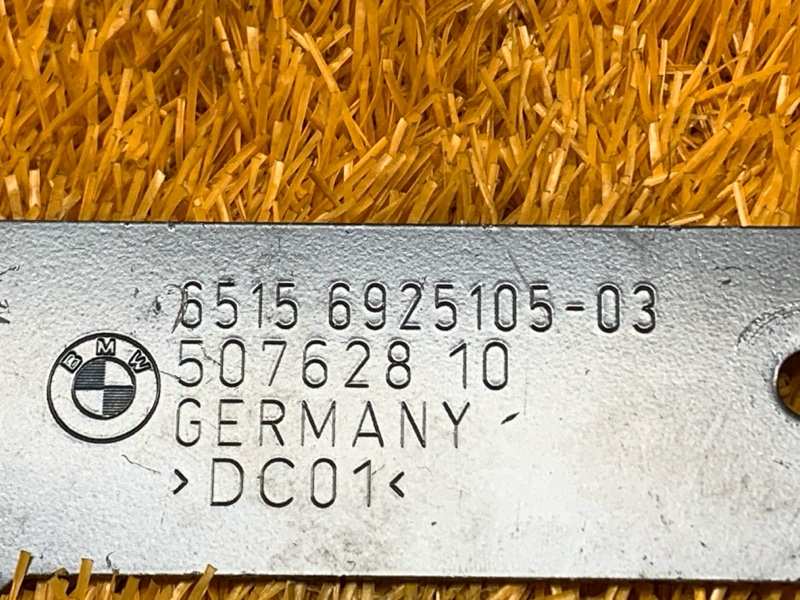 6515 6925105-03
BMW
507628 10
GERMANY
>DC01<